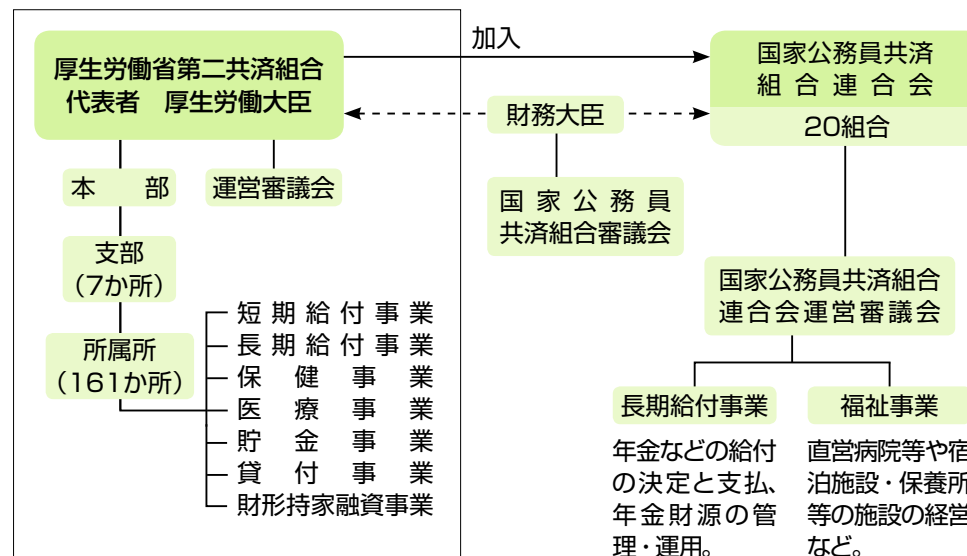 厚生労働省第二共済組合
代表者　厚生労働大臣
本　部
運営審議会
支部
（7か所）
所属所
（161か所）
短期給付事業
長期給付事業
保健事業
医療事業
貯金事業
貸付事業
財形持家融資事業
加入
財務大臣
国家公務員
共済組合審議会
国家公務員共済
組合連合会
20組合
国家公務員共済組合
連合会運営審議会
長期給付事業
年金などの給付
の決定と支払、
年金財源の管
理・運用。
福祉事業
直営病院等や宿
泊施設・保養所
等の施設の経営
など。